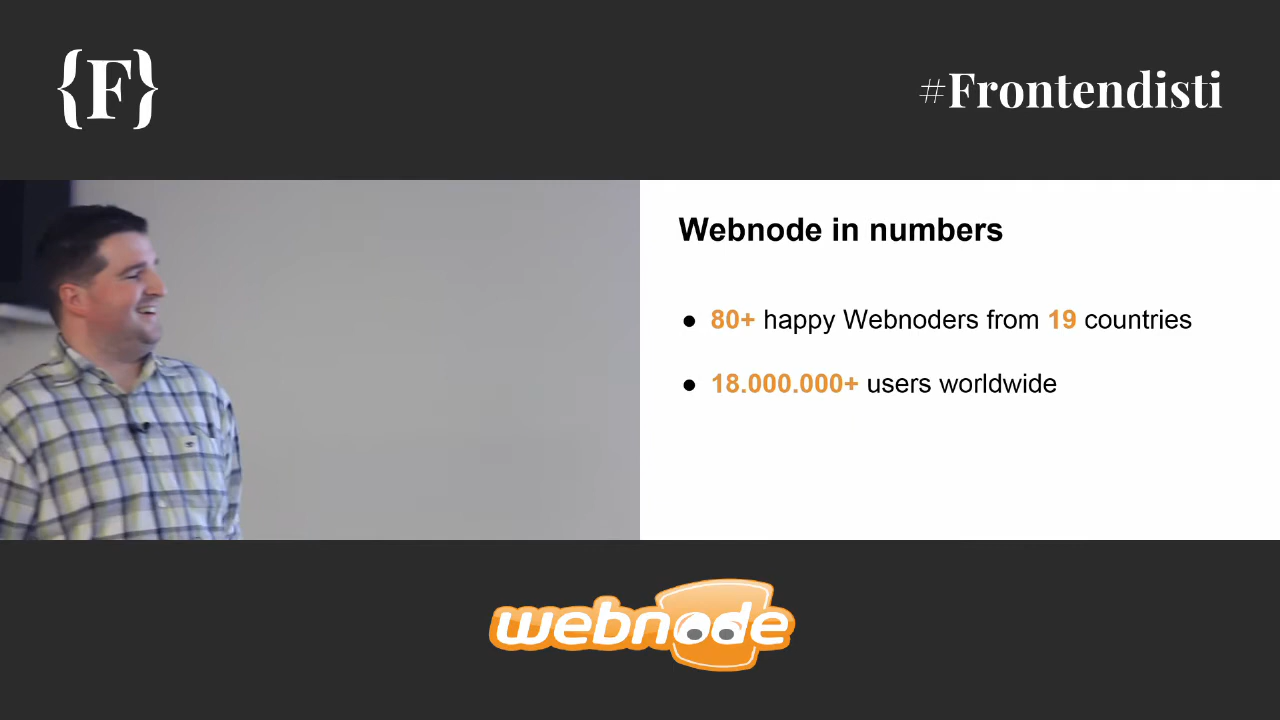 {F}
#Frontendisti
Webnode in numbers
● 80+ happy Webnoders from 19 countries
● 18.000.000+ users worldwide
webnode